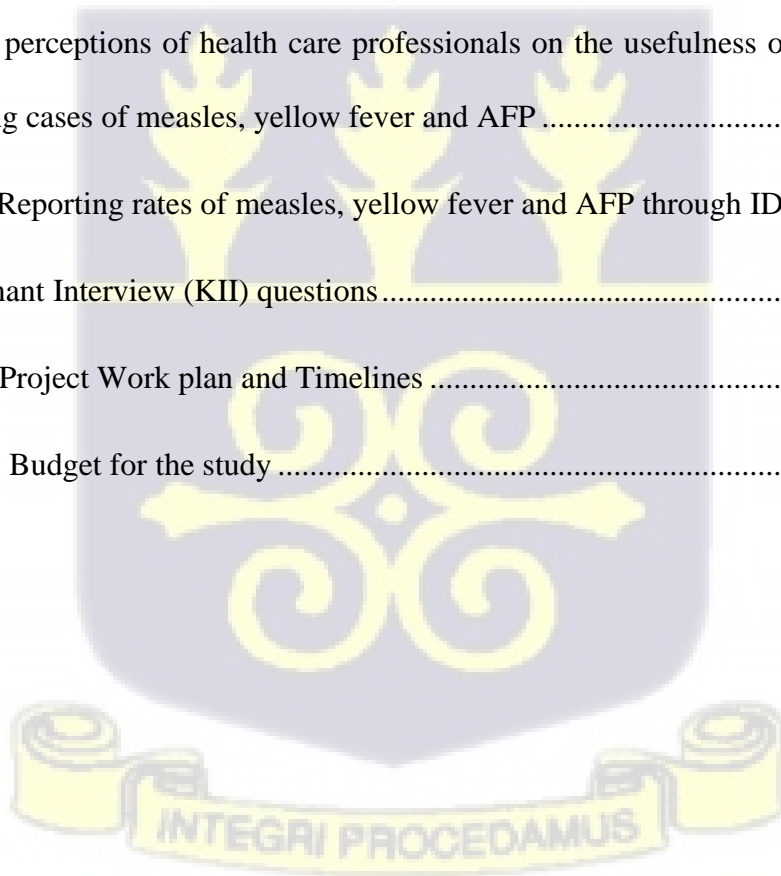 perceptions of health care professionals on the usefulness o
g cases of measles, yellow fever and AFP ............................
Reporting rates of measles, yellow fever and AFP through ID
nant Interview (KII) questions ..................................................
Project Work plan and Timelines ............................................
Budget for the study ................................................................
INTEGRI PROCEDAMUS